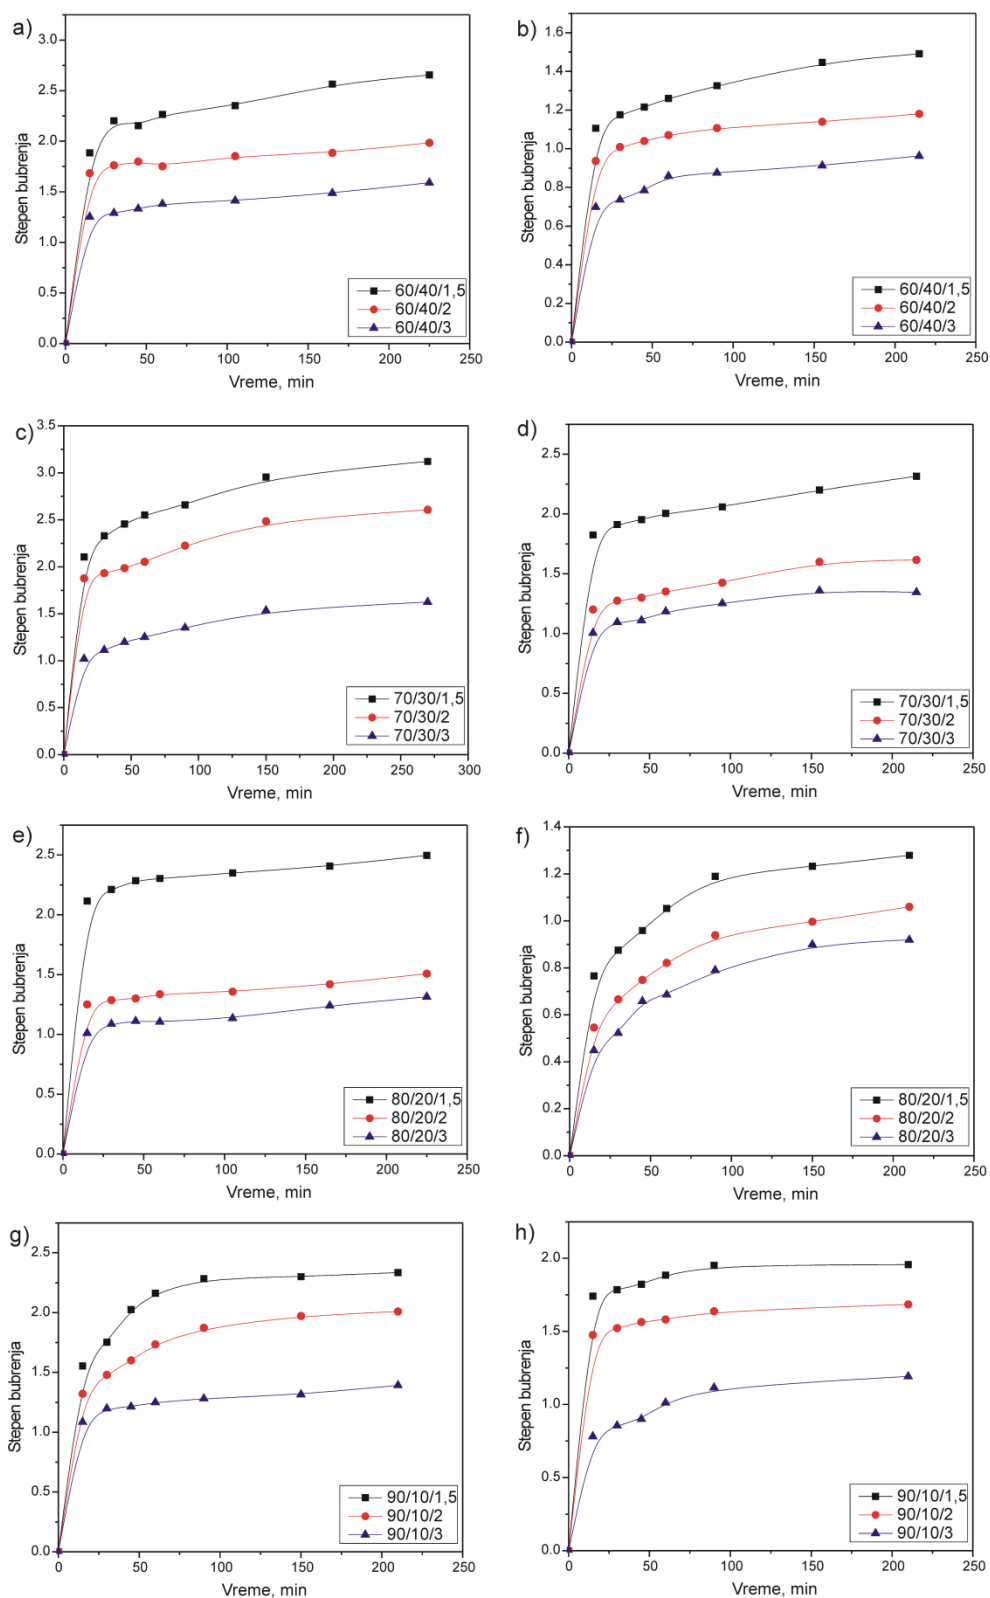 a)
Stepen bubrenja
3.0
2.5
2.0
1.5
1.0
0.5
0.0
0 50 100 150 200 250
Vreme, min
60/40/1,5
60/40/2
60/40/3
b)
Stepen bubrenja
1.6
1.4
1.2
1.0
0.8
0.6
0.4
0.2
0.0
0 50 100 150 200 250
Vreme, min
60/40/1,5
60/40/2
60/40/3
c)
Stepen bubrenja
3.5
3.0
2.5
2.0
1.5
1.0
0.5
0.0
0 50 100 150 200 250 300
Vreme, min
70/30/1,5
70/30/2
70/30/3
d)
Stepen bubrenja
2.5
2.0
1.5
1.0
0.5
0.0
0 50 100 150 200 250
Vreme, min
70/30/1,5
70/30/2
70/30/3
e)
Stepen bubrenja
2.5
2.0
1.5
1.0
0.5
0.0
0 50 100 150 200 250
Vreme, min
80/20/1,5
80/20/2
80/20/3
f)
Stepen bubrenja
1.4
1.2
1.0
0.8
0.6
0.4
0.2
0.0
0 50 100 150 200 250
Vreme, min
80/20/1,5
80/20/2
80/20/3
g)
Stepen bubrenja
2.5
2.0
1.5
1.0
0.5
0.0
0 50 100 150 200 250
Vreme, min
90/10/1,5
90/10/2
90/10/3
h)
Stepen bubrenja
2.0
1.5
1.0
0.5
0.0
0 50 100 150 200 250
Vreme, min
90/10/1,5
90/10/2
90/10/3